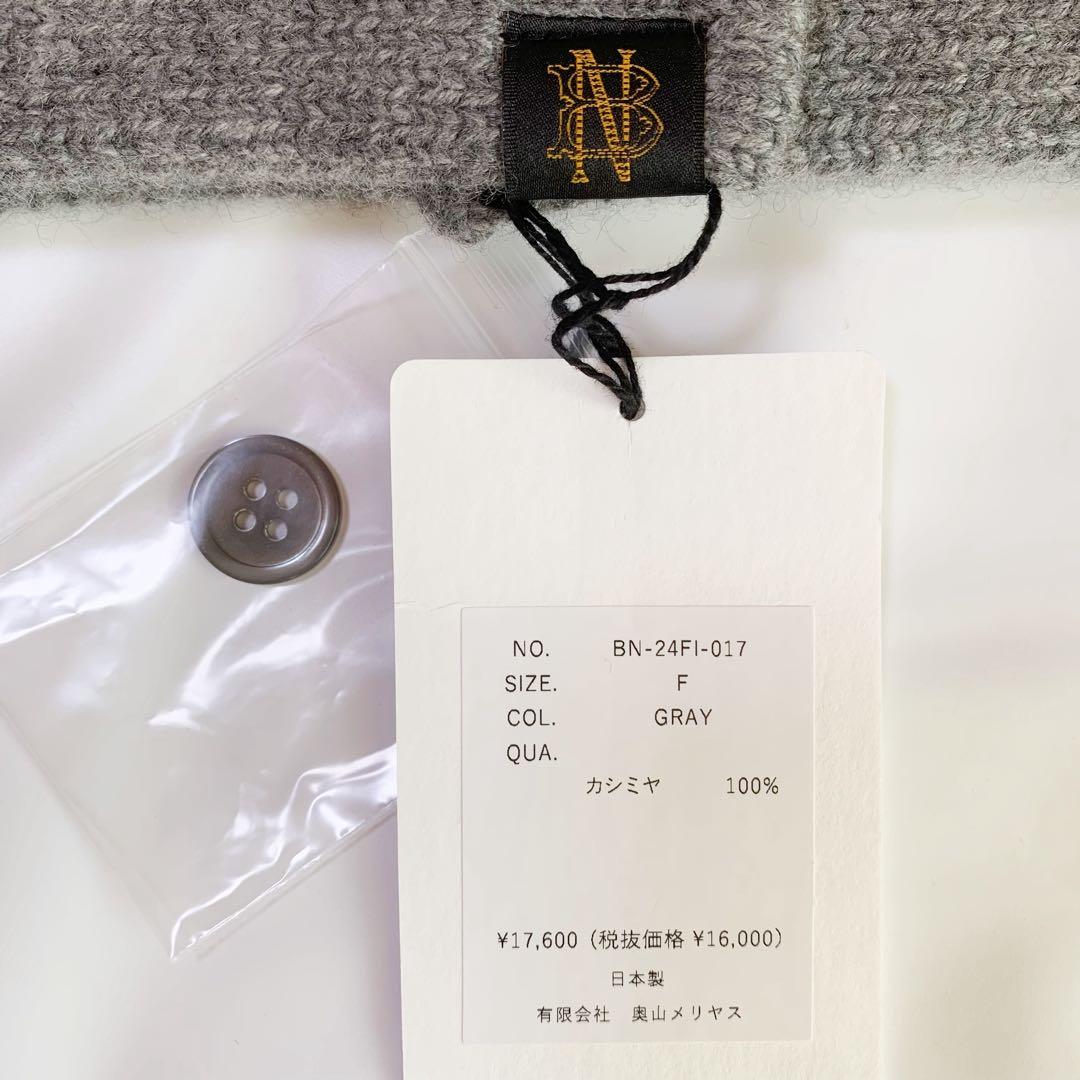 BN
NO. BN-24FI-017
SIZE. F
COL. GRAY
QUA.
カシミヤ 100%
¥17,600 (税抜価格 ¥16,000)
日本製
有限会社 奥山メリヤス